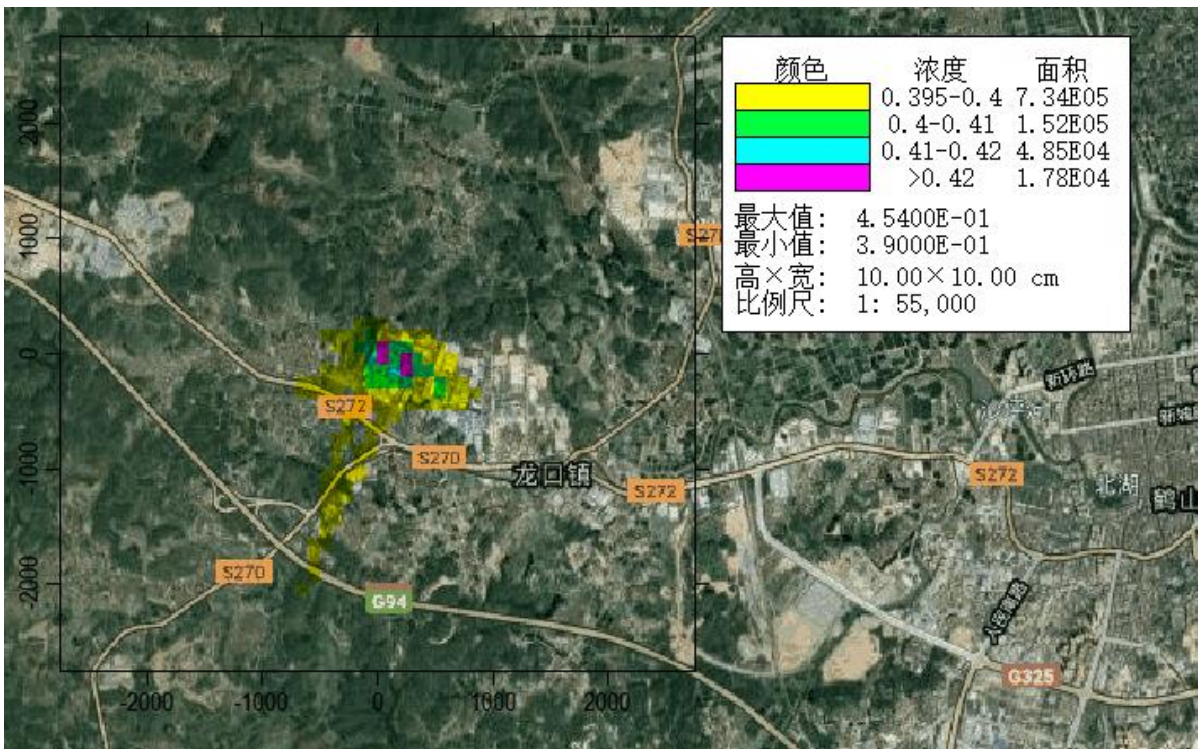 颜色 浓度 面积
0.395-0.4 7.34E05
0.4-0.41 1.52E05
0.41-0.42 4.85E04
>0.42 1.78E04
最大值: 4.5400E-01
最小值: 3.9000E-01
高×宽: 10.00×10.00 cm
比例尺: 1: 55,000
2000
1000
0
-1000
-2000
-2000 -1000 0 1000 2000
S27
新环路
S272
S270
龙口镇
S272
S272
北湖
鹤山
S270
G94
G325